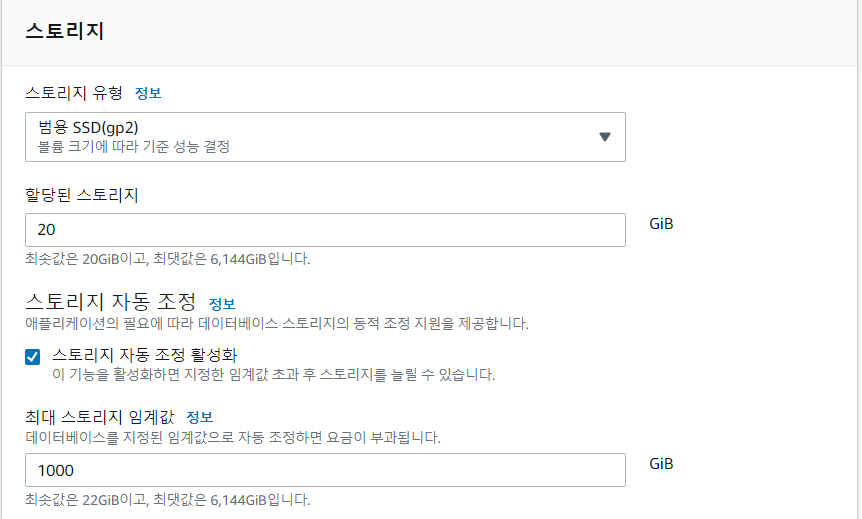 스토리지
스토리지 유형 정보
범용 SSD(gp2)
볼륨 크기에 따라 기준 성능 결정
할당된 스토리지
20 GiB
최솟값은 20GiB이고, 최댓값은 6,144GiB입니다.
스토리지 자동 조정 정보
애플리케이션의 필요에 따라 데이터베이스 스토리지의 동적 조정 지원을 제공합니다.
스토리지 자동 조정 활성화
이 기능을 활성화하면 지정한 임계값 초과 후 스토리지를 늘릴 수 있습니다.
최대 스토리지 임계값 정보
데이터베이스를 지정된 임계값으로 자동 조정하면 요금이 부과됩니다.
1000 GiB
최솟값은 22GiB이고, 최댓값은 6,144GiB입니다.